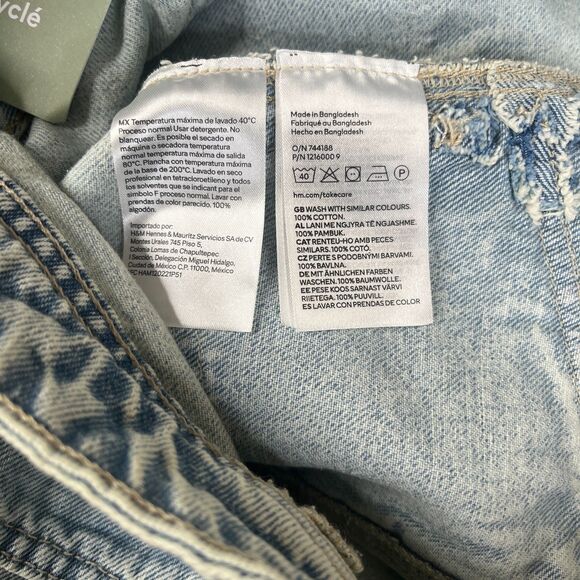 yclé
MX Temperatura máxima de lavado 40°C
Proceso normal Usar detergente. No
blanquear. Es posible el secado en
máquina o secadora temperatura
normal temperatura máxima de salida
80°C. Plancha con temperatura máxima
de la base de 200°C. Lavado en seco
profesional en tetracloroetileno y todos
los solventes que se indican para el
símbolo F proceso normal. Lavar con
prendas de color parecido. 100%
Importado por:
H&M Hennes & Mauritz Servicios SA de CV
Montes Urales 745 Piso 5,
Colonia Lomas de Chapultepec
I Sección, Delegación Miguel Hidalgo,
Ciudad de México C.P. 11000, México
RFC HAM120221P51
Made in Bangladesh
Fabriqué au Bangladesh
Hecho en Bangladesh
O/N 744188
P/N 1216000 9
40
P
hm.com/takecare
GB WASH WITH SIMILAR COLOURS.
100% COTTON.
AL LANI ME NGJYRA TË NGJASHME.
100% PAMBUK.
CAT RENTEU-HO AMB PECES
SIMILARS. 100% COTÓ.
CZ PERTE S PODOBNÝMI BARVAMI.
100% BAVLNA.
DE MIT ÄHNLICHEN FARBEN
WASCHEN. 100% BAUMWOLLE.
EE PESE KOOS SARNAST VÄRVI
RIIETEGA. 100% PUUVILL.
ES LAVAR CON PRENDAS DE COLOR